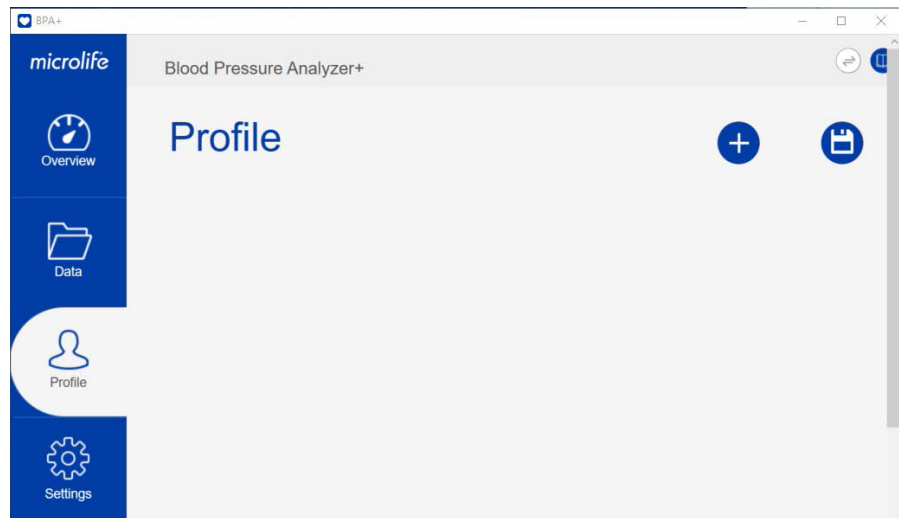 BPA+
microlife
Blood Pressure Analyzer+
Overview
Profile
Data
Profile
Settings